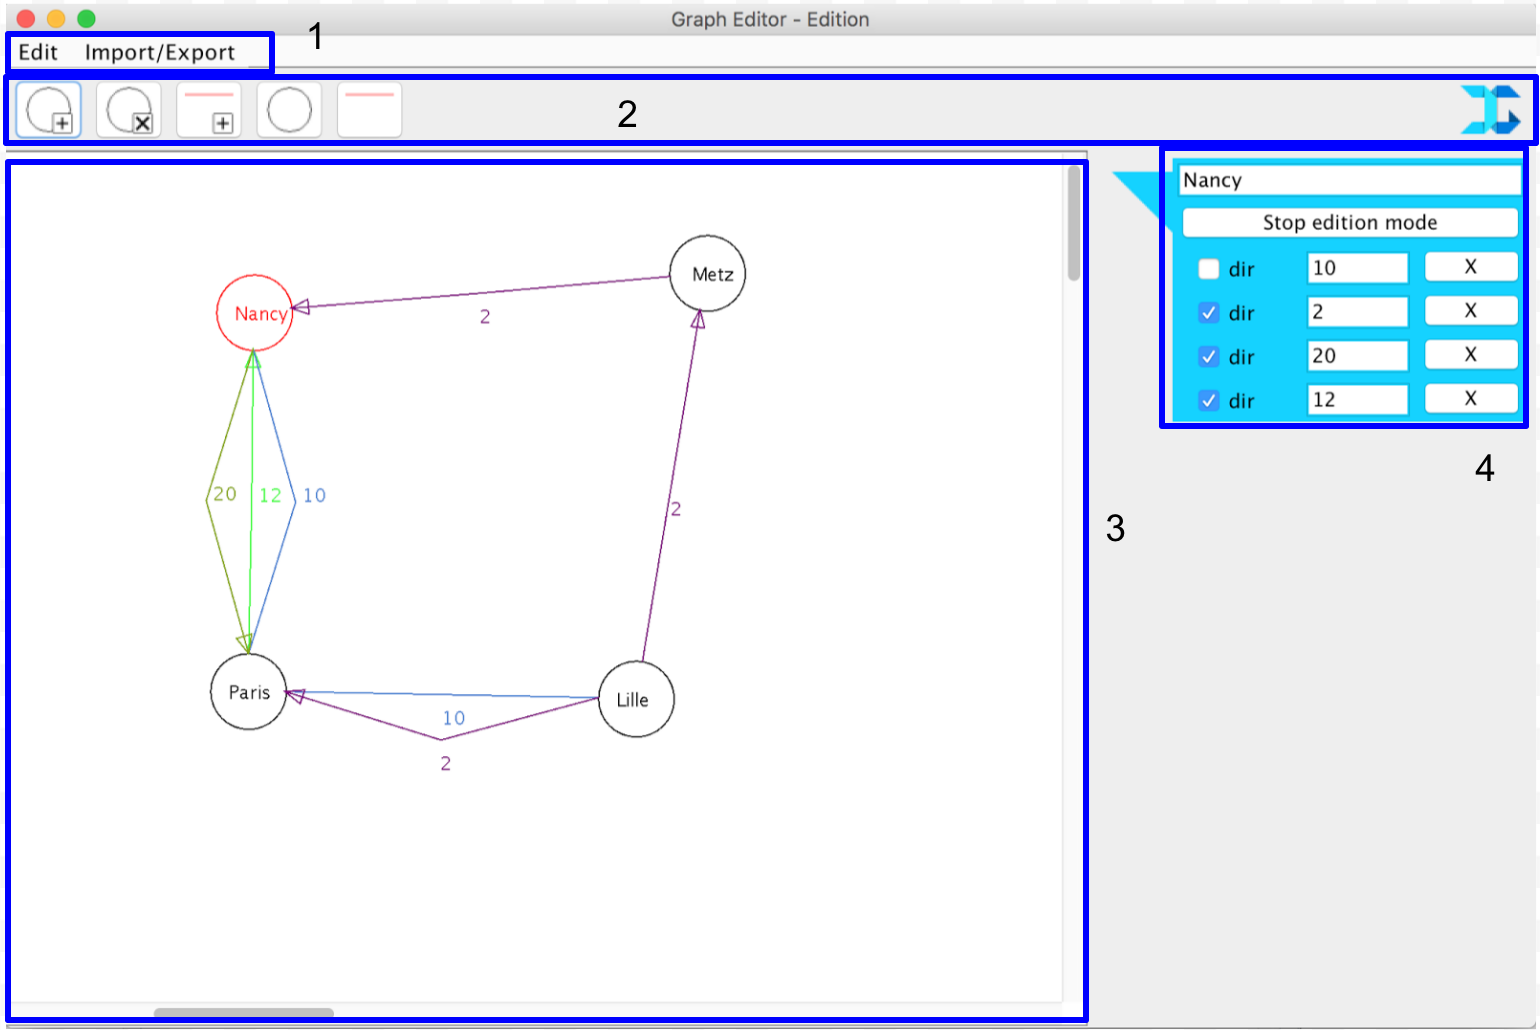 Graph Editor - Edition
Edit Import/Export
1
2
Nancy
Stop edition mode
dir 10 X
dir 2 X
dir 20 X
dir 12 X
4
3
Metz
Nancy
2
20 12 10
2
Paris
Lille
10
2